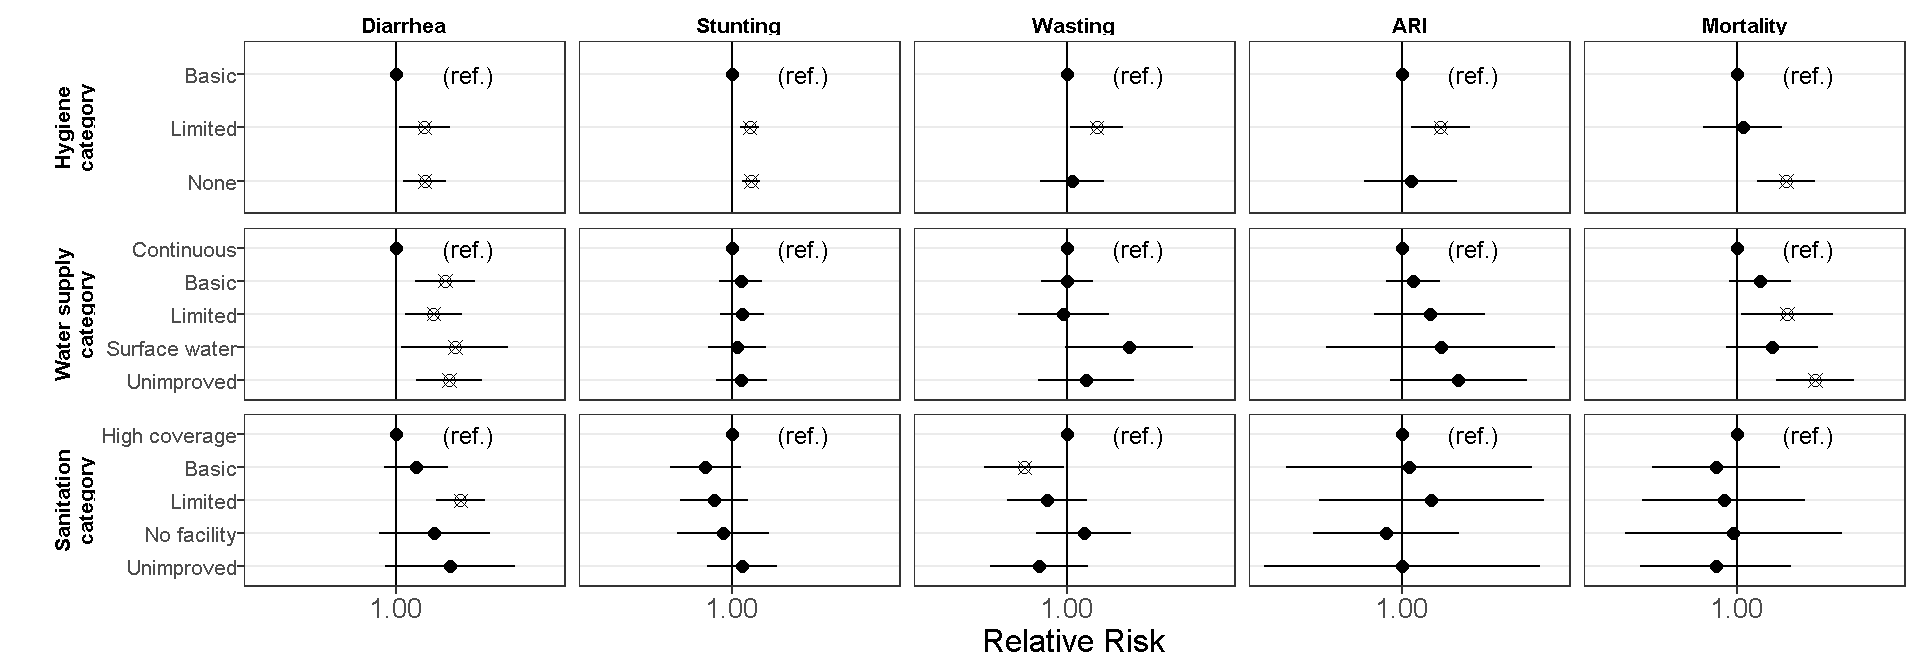 Diarrhea Stunting Wasting ARI Mortality
Hygiene
category
Basic (ref.) (ref.) (ref.) (ref.) (ref.)
Limited
None
Water supply
category
Continuous (ref.) (ref.) (ref.) (ref.) (ref.)
Basic
Limited
Surface water
Unimproved
Sanitation
category
High coverage (ref.) (ref.) (ref.) (ref.) (ref.)
Basic
Limited
No facility
Unimproved
1.00 1.00 1.00 1.00 1.00
Relative Risk